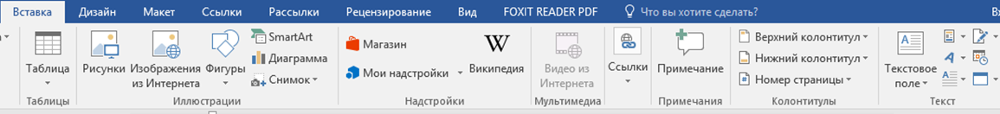 Вставка Дизайн Макет Ссылки Рассылки Рецензирование Вид FOXIT READER PDF Что вы хотите сделать?
Таблица
Таблицы
Рисунки
Изображения
из Интернета
Фигуры
SmartArt
Диаграмма
Снимок
Иллюстрации
Магазин
Мои надстройки
W
Википедия
Надстройки
Видео из
Интернета
Мультимедиа
Ссылки
Примечание
Примечания
Верхний колонтитул
Нижний колонтитул
Номер страницы
Колонтитулы
Текстовое
поле
Текст